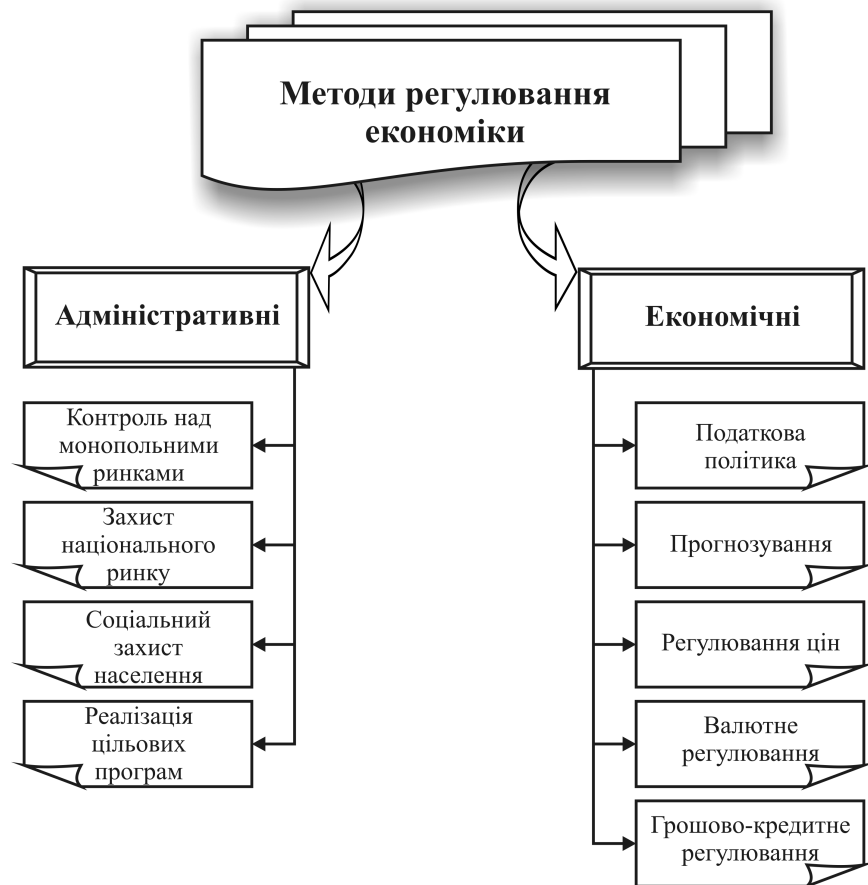 Методи регулювання
економіки
Адміністративні
Контроль над
монопольними
ринками
Захист
національного
ринку
Соціальний
захист
населення
Реалізація
цільових
програм
Економічні
Податкова
політика
Прогнозування
Регулювання цін
Валютне
регулювання
Грошово-кредитне
регулювання